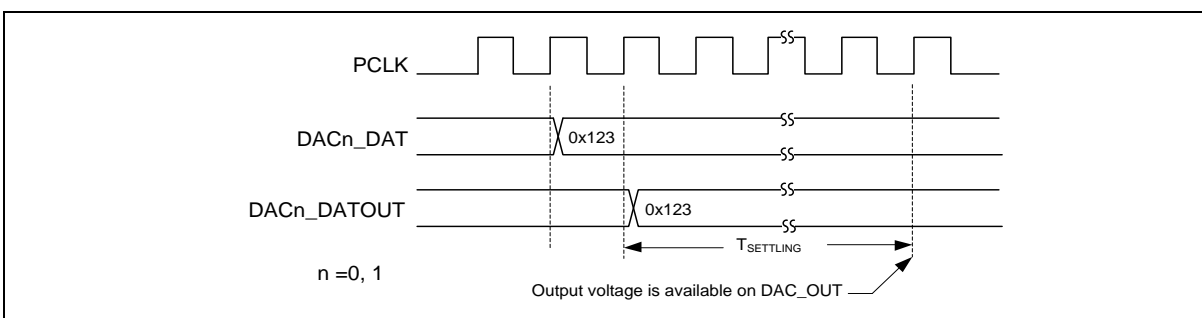 PCLK
DACn_DAT
0x123
DACn_DATOUT
0x123
TSETTLING
n =0, 1
Output voltage is available on DAC_OUT